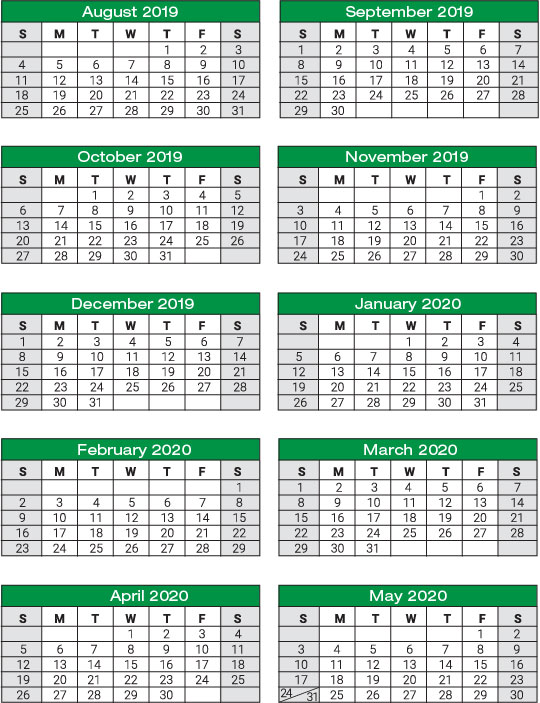 August 2019
S M T W T F S
1 2 3
4 5 6 7 8 9 10
11 12 13 14 15 16 17
18 19 20 21 22 23 24
25 26 27 28 29 30 31
September 2019
S M T W T F S
1 2 3 4 5 6 7
8 9 10 11 12 13 14
15 16 17 18 19 20 21
22 23 24 25 26 27 28
29 30
October 2019
S M T W T F S
1 2 3 4 5
6 7 8 9 10 11 12
13 14 15 16 17 18 19
20 21 22 23 24 25 26
27 28 29 30 31
November 2019
S M T W T F S
1 2
3 4 5 6 7 8 9
10 11 12 13 14 15 16
17 18 19 20 21 22 23
24 25 26 27 28 29 30
December 2019
S M T W T F S
1 2 3 4 5 6 7
8 9 10 11 12 13 14
15 16 17 18 19 20 21
22 23 24 25 26 27 28
29 30 31
January 2020
S M T W T F S
1 2 3 4
5 6 7 8 9 10 11
12 13 14 15 16 17 18
19 20 21 22 23 24 25
26 27 28 29 30 31
February 2020
S M T W T F S
1
2 3 4 5 6 7 8
9 10 11 12 13 14 15
16 17 18 19 20 21 22
23 24 25 26 27 28 29
March 2020
S M T W T F S
1 2 3 4 5 6 7
8 9 10 11 12 13 14
15 16 17 18 19 20 21
22 23 24 25 26 27 28
29 30 31
April 2020
S M T W T F S
1 2 3 4
5 6 7 8 9 10 11
12 13 14 15 16 17 18
19 20 21 22 23 24 25
26 27 28 29 30
May 2020
S M T W T F S
1 2
3 4 5 6 7 8 9
10 11 12 13 14 15 16
17 18 19 20 21 22 23
24/31 25 26 27 28 29 30